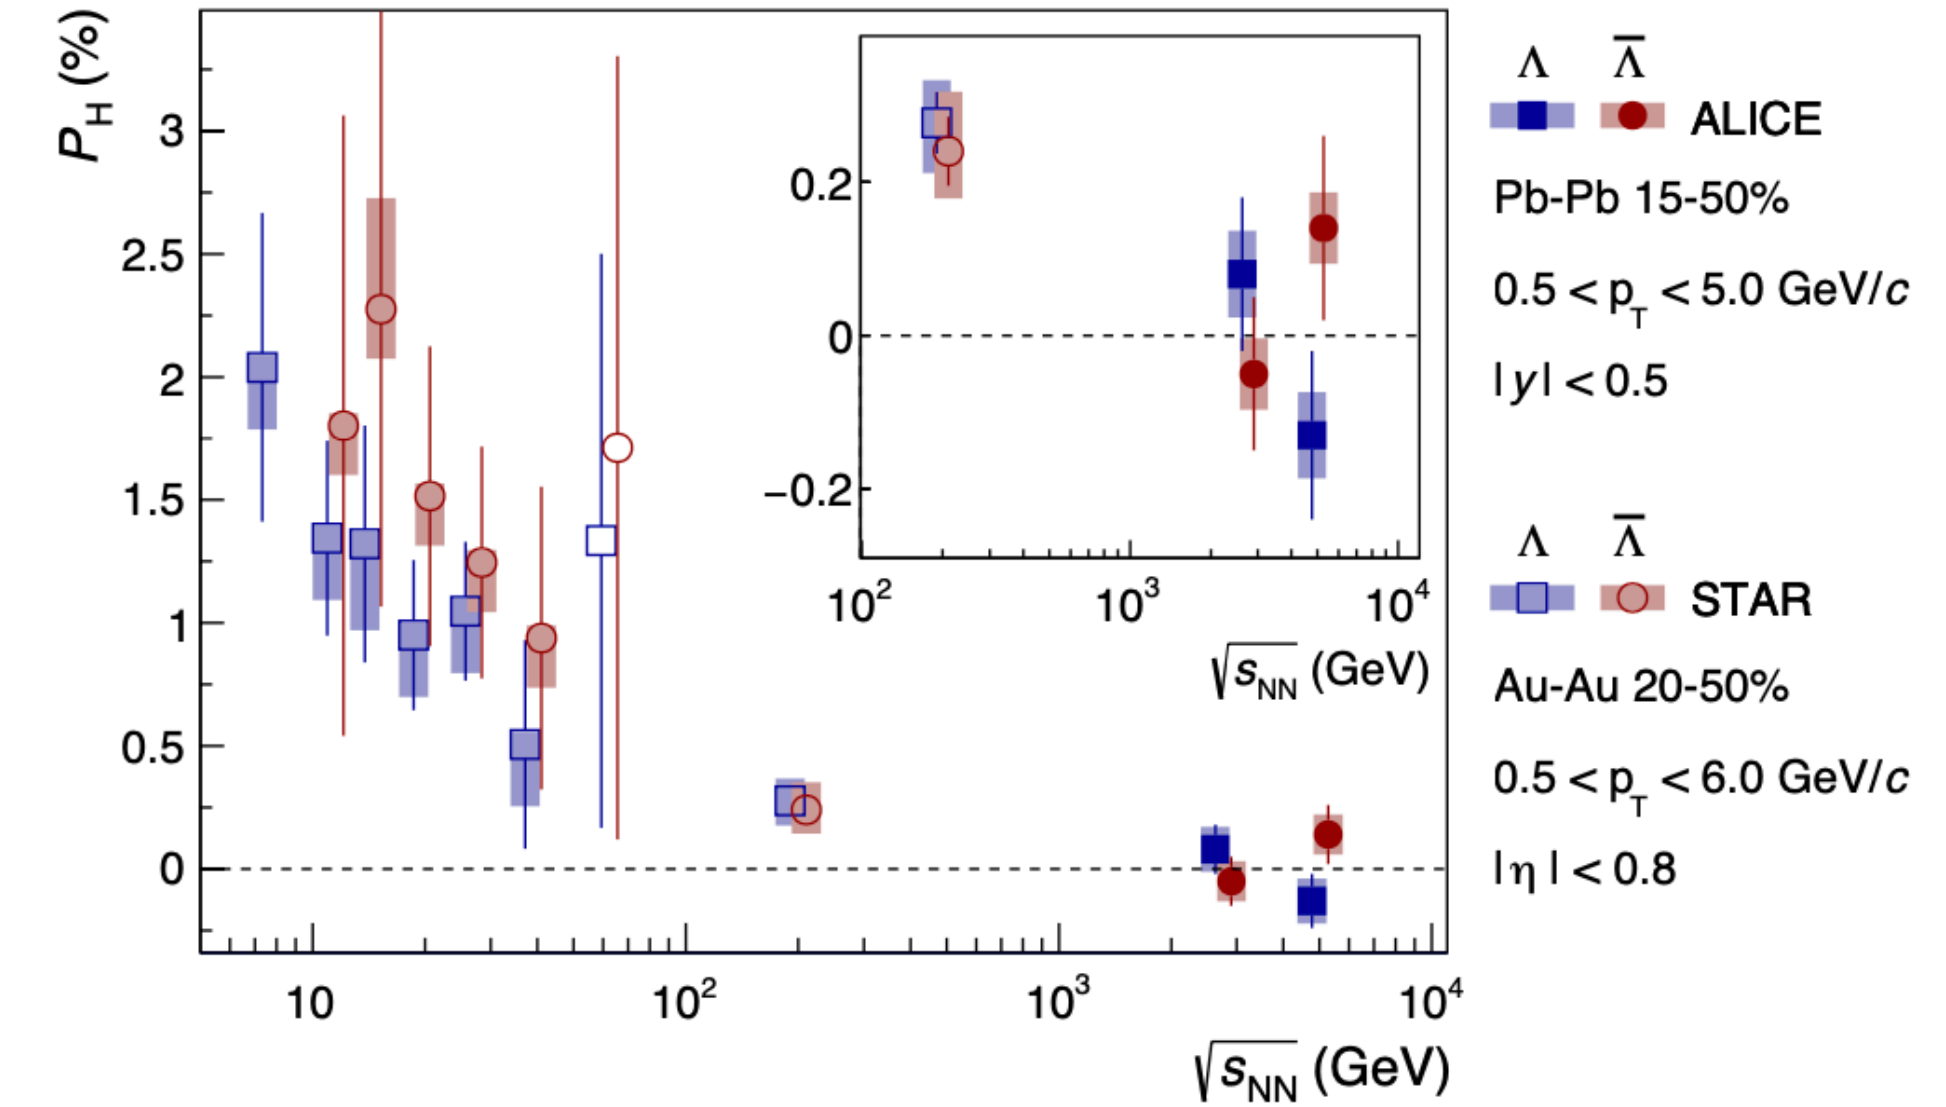 P_H (%)
3
2.5
2
1.5
1
0.5
0
10
10²
10³
10⁴
√s_NN (GeV)
0.2
0
−0.2
10²
10³
10⁴
√s_NN (GeV)
Λ Λ̅
ALICE
Pb-Pb 15-50%
0.5 < p_T < 5.0 GeV/c
|y| < 0.5
Λ Λ̅
STAR
Au-Au 20-50%
0.5 < p_T < 6.0 GeV/c
|η| < 0.8